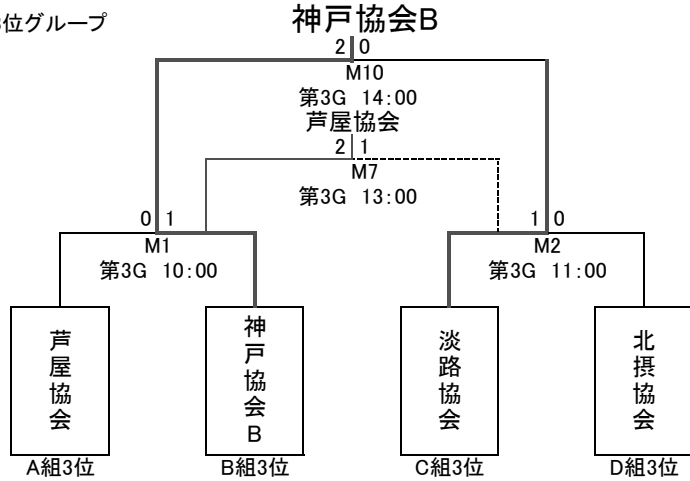 位グループ
神戸協会B
2 0
M10
第3G 14:00
芦屋協会
2 1
M7
第3G 13:00
0 1
M1
第3G 10:00
1 0
M2
第3G 11:00
芦屋協会
神戸協会B
淡路協会
北摂協会
A組3位
B組3位
C組3位
D組3位